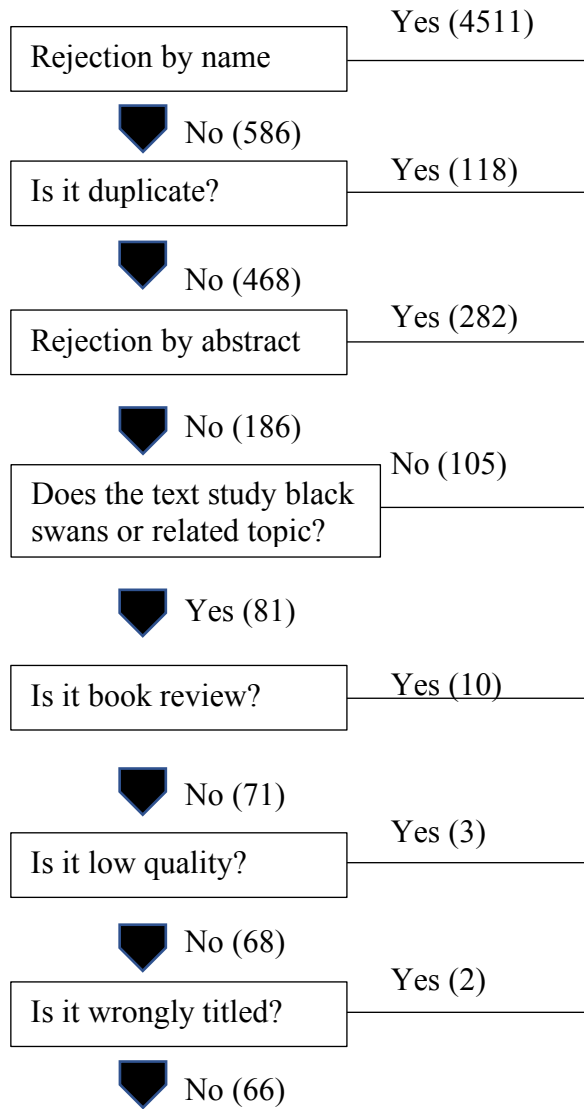 Yes (4511)
Rejection by name
No (586)
Yes (118)
Is it duplicate?
No (468)
Yes (282)
Rejection by abstract
No (186)
No (105)
Does the text study black
swans or related topic?
Yes (81)
Yes (10)
Is it book review?
No (71)
Yes (3)
Is it low quality?
No (68)
Yes (2)
Is it wrongly titled?
No (66)